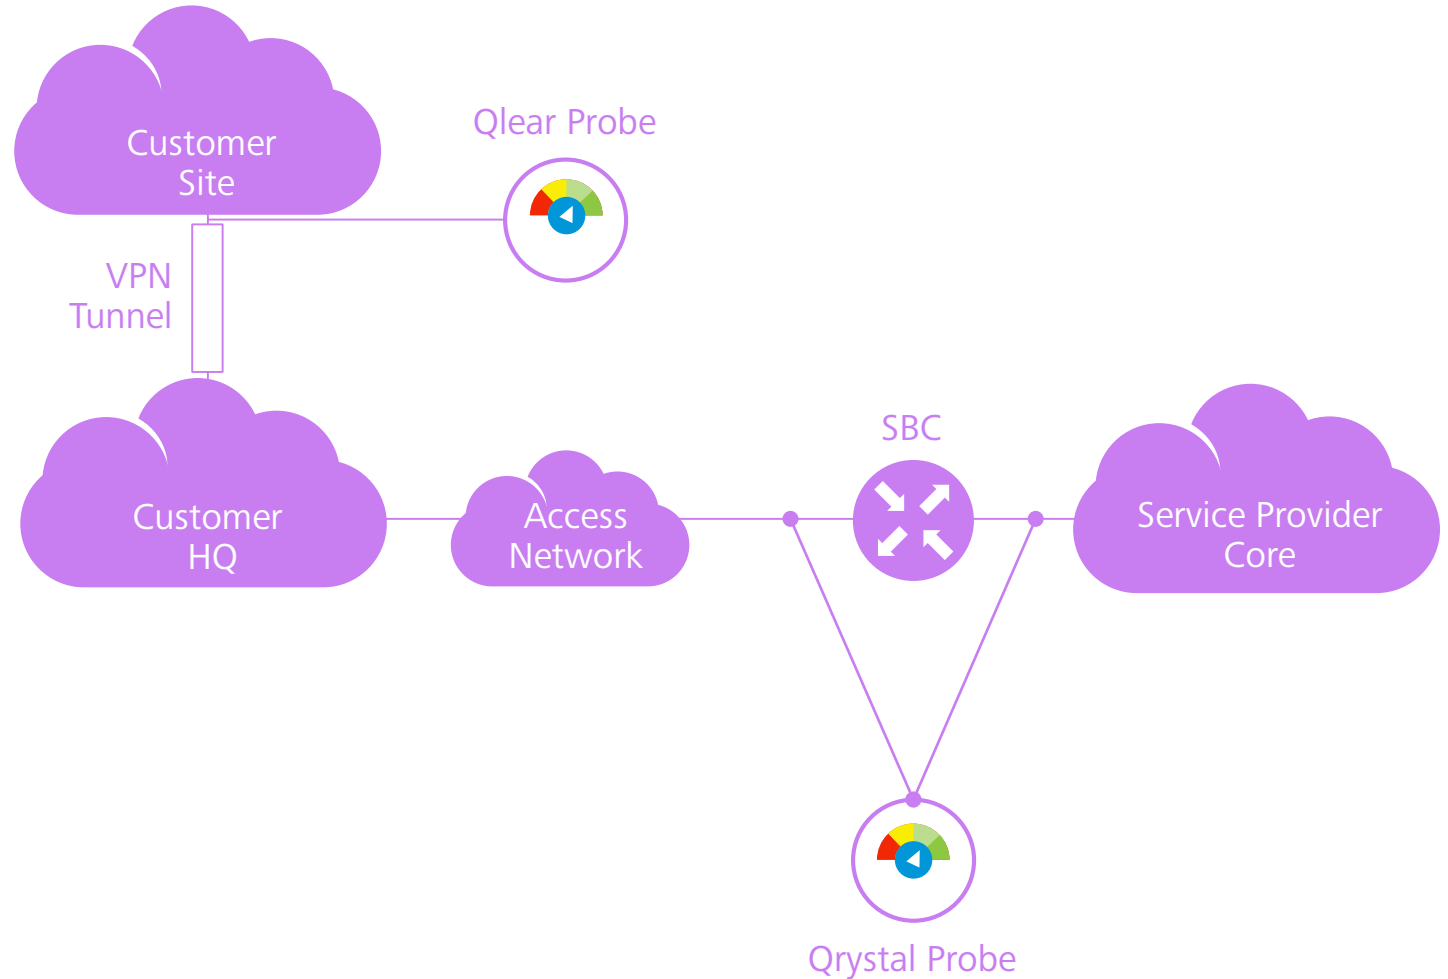 Customer
Site
Qlear Probe
VPN
Tunnel
Customer
HQ
Access
Network
SBC
Service Provider
Core
Qrystal Probe